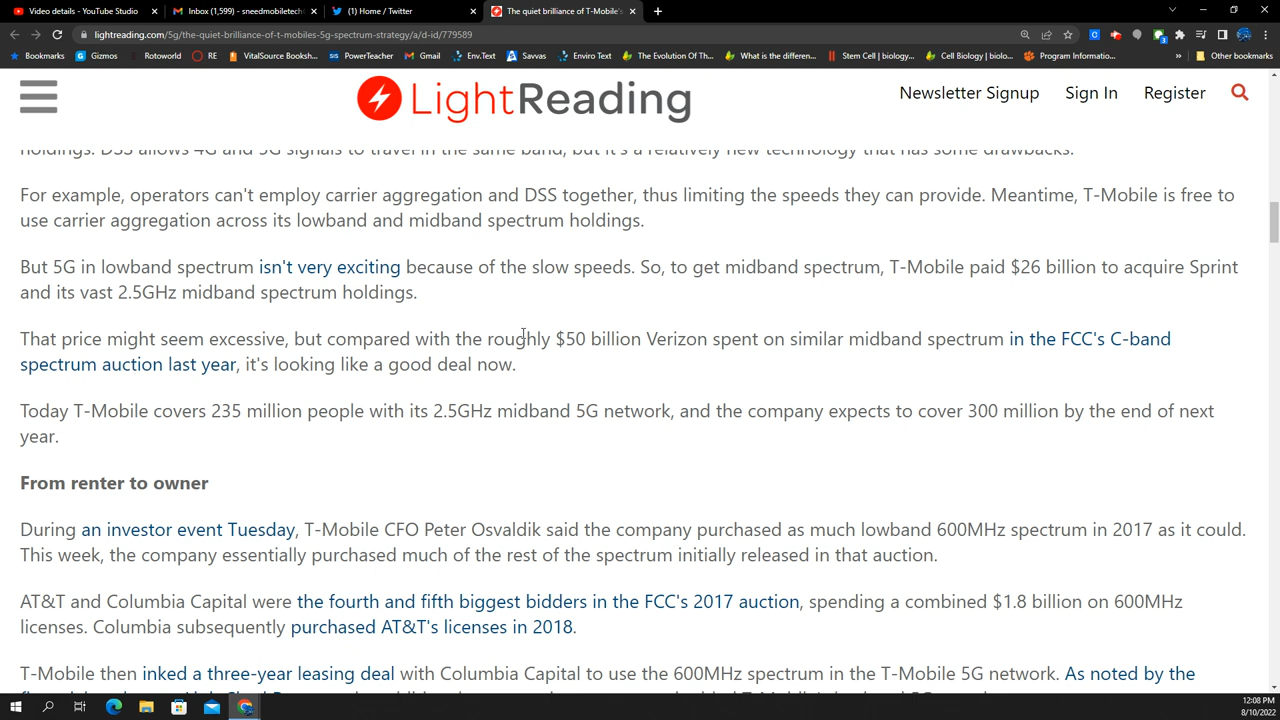 Video details - YouTube Studio
Inbox (1,599) - sneedmobiletech
(1) Home / Twitter
The quiet brilliance of T-Mobile's
lightreading.com/5g/the-quiet-brilliance-of-t-mobiles-5g-spectrum-strategy/a/d-id/779589
Bookmarks
Gizmos
Rotoworld
RE
VitalSource Booksh...
PowerTeacher
Gmail
Env.Text
Savvas
Enviro Text
The Evolution Of Th...
What is the differen...
Stem Cell | biology...
Cell Biology | biolo...
Program Informatio...
»
Other bookmarks
LightReading
Newsletter Signup
Sign In
Register
holdings. DSS allows 4G and 5G signals to travel in the same band, but it's a relatively new technology that has some drawbacks.
For example, operators can't employ carrier aggregation and DSS together, thus limiting the speeds they can provide. Meantime, T-Mobile is free to
use carrier aggregation across its lowband and midband spectrum holdings.
But 5G in lowband spectrum isn't very exciting because of the slow speeds. So, to get midband spectrum, T-Mobile paid $26 billion to acquire Sprint
and its vast 2.5GHz midband spectrum holdings.
That price might seem excessive, but compared with the roughly $50 billion Verizon spent on similar midband spectrum in the FCC's C-band
spectrum auction last year, it's looking like a good deal now.
Today T-Mobile covers 235 million people with its 2.5GHz midband 5G network, and the company expects to cover 300 million by the end of next
year.
From renter to owner
During an investor event Tuesday, T-Mobile CFO Peter Osvaldik said the company purchased as much lowband 600MHz spectrum in 2017 as it could.
This week, the company essentially purchased much of the rest of the spectrum initially released in that auction.
AT&T and Columbia Capital were the fourth and fifth biggest bidders in the FCC's 2017 auction, spending a combined $1.8 billion on 600MHz
licenses. Columbia subsequently purchased AT&T's licenses in 2018.
T-Mobile then inked a three-year leasing deal with Columbia Capital to use the 600MHz spectrum in the T-Mobile 5G network. As noted by the
12:08 PM
8/10/2022